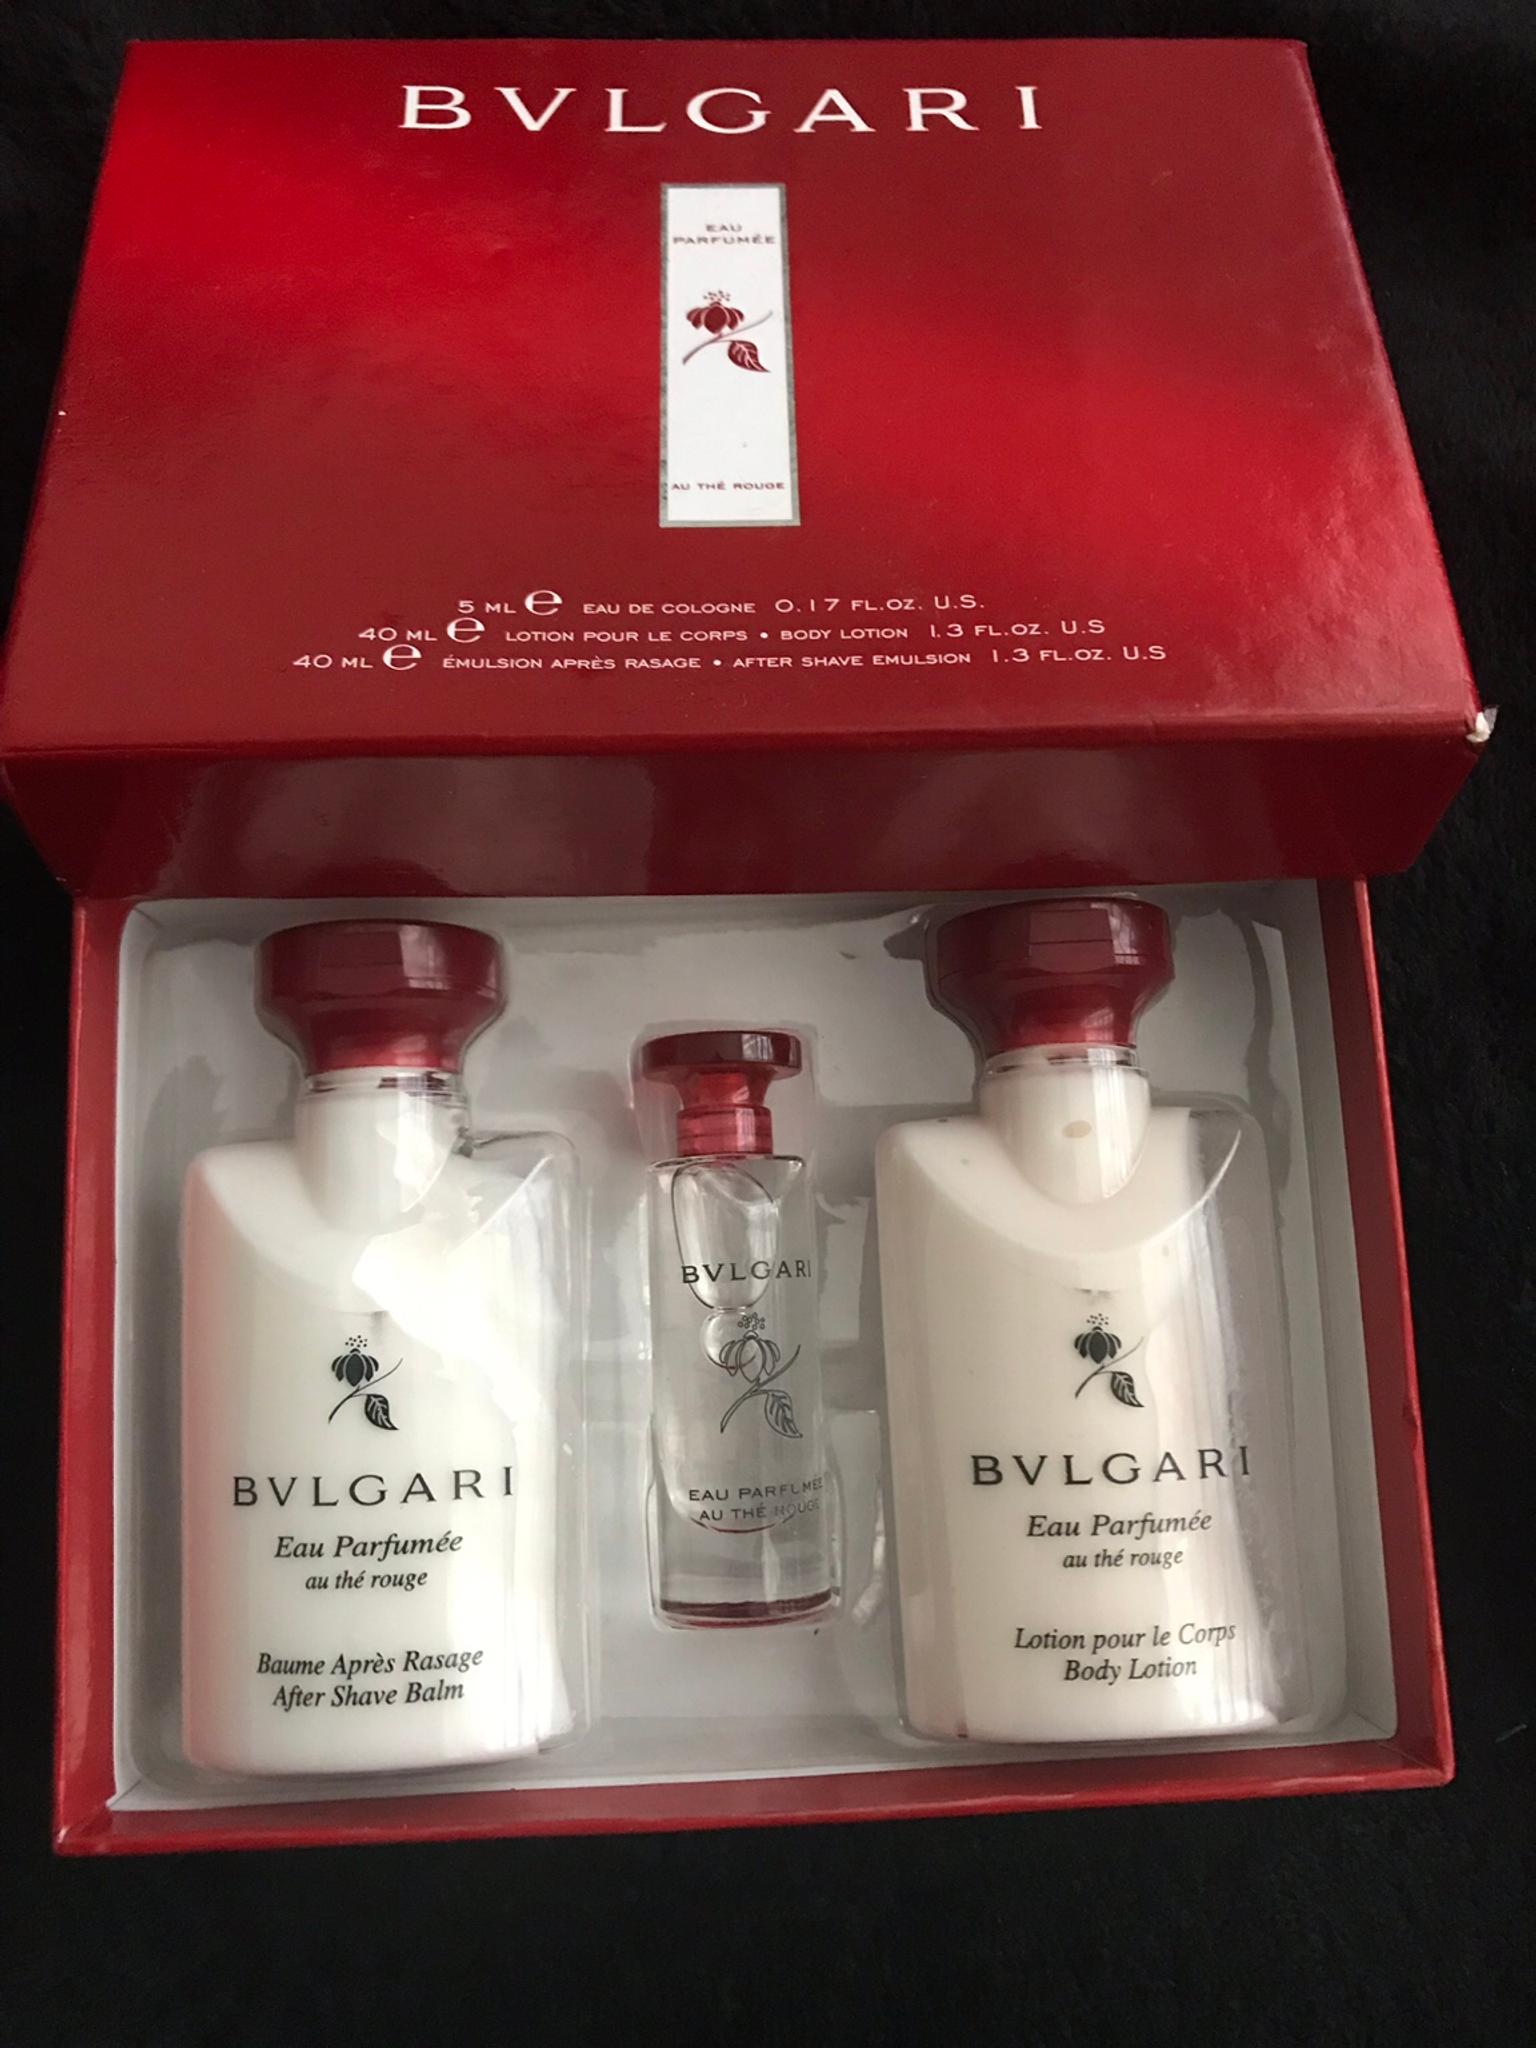 BVLGARI
EAU
PARFUMÉE
AU THÉ ROUGE
5 ML e EAU DE COLOGNE 0.17 FL.OZ. U.S.
40 ML e LOTION POUR LE CORPS • BODY LOTION 1.3 FL.OZ. U.S
40 ML e ÉMULSION APRÈS RASAGE • AFTER SHAVE EMULSION 1.3 FL.OZ. U.S
BVLGARI
Eau Parfumée
au thé rouge
Baume Après Rasage
After Shave Balm
BVLGARI
EAU PARFUMÉE
AU THÉ ROUGE
BVLGARI
Eau Parfumée
au thé rouge
Lotion pour le Corps
Body Lotion